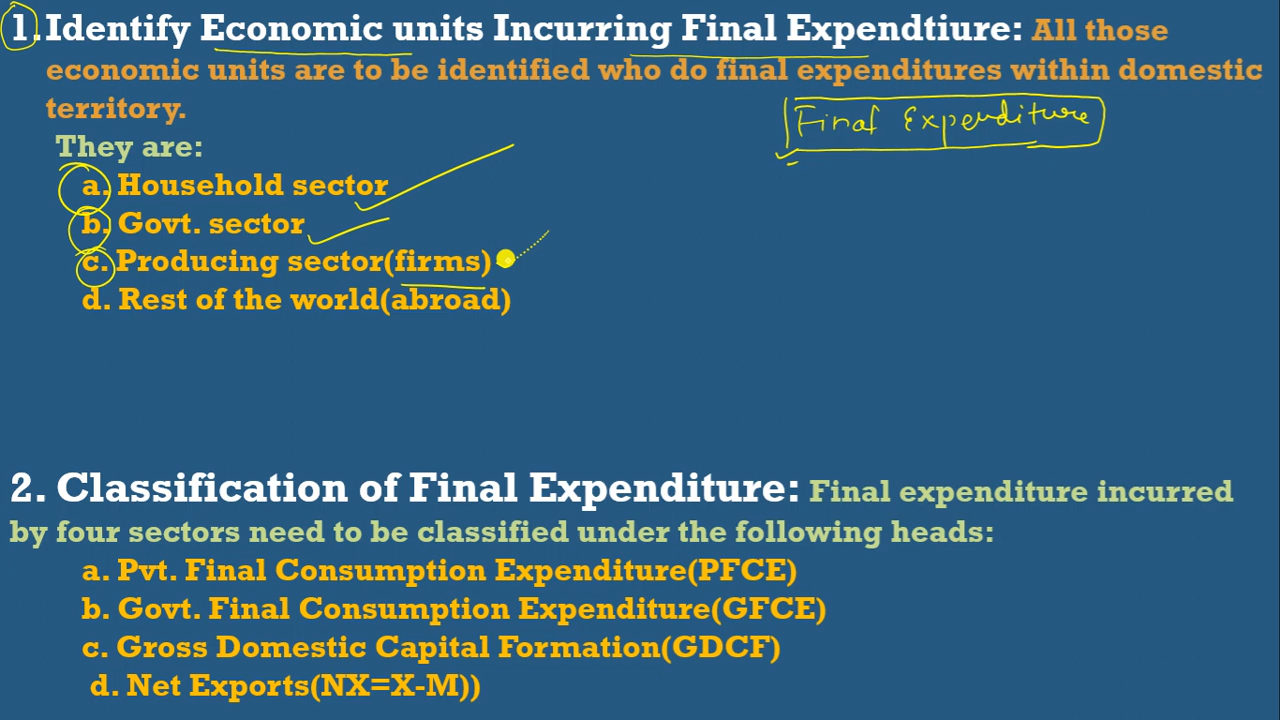 1. Identify Economic units Incurring Final Expendtiure: All those
economic units are to be identified who do final expenditures within domestic
territory.
Final Expenditure
They are:
a. Household sector
b. Govt. sector
c. Producing sector(firms)
d. Rest of the world(abroad)
2. Classification of Final Expenditure: Final expenditure incurred
by four sectors need to be classified under the following heads:
a. Pvt. Final Consumption Expenditure(PFCE)
b. Govt. Final Consumption Expenditure(GFCE)
c. Gross Domestic Capital Formation(GDCF)
d. Net Exports(NX=X-M))